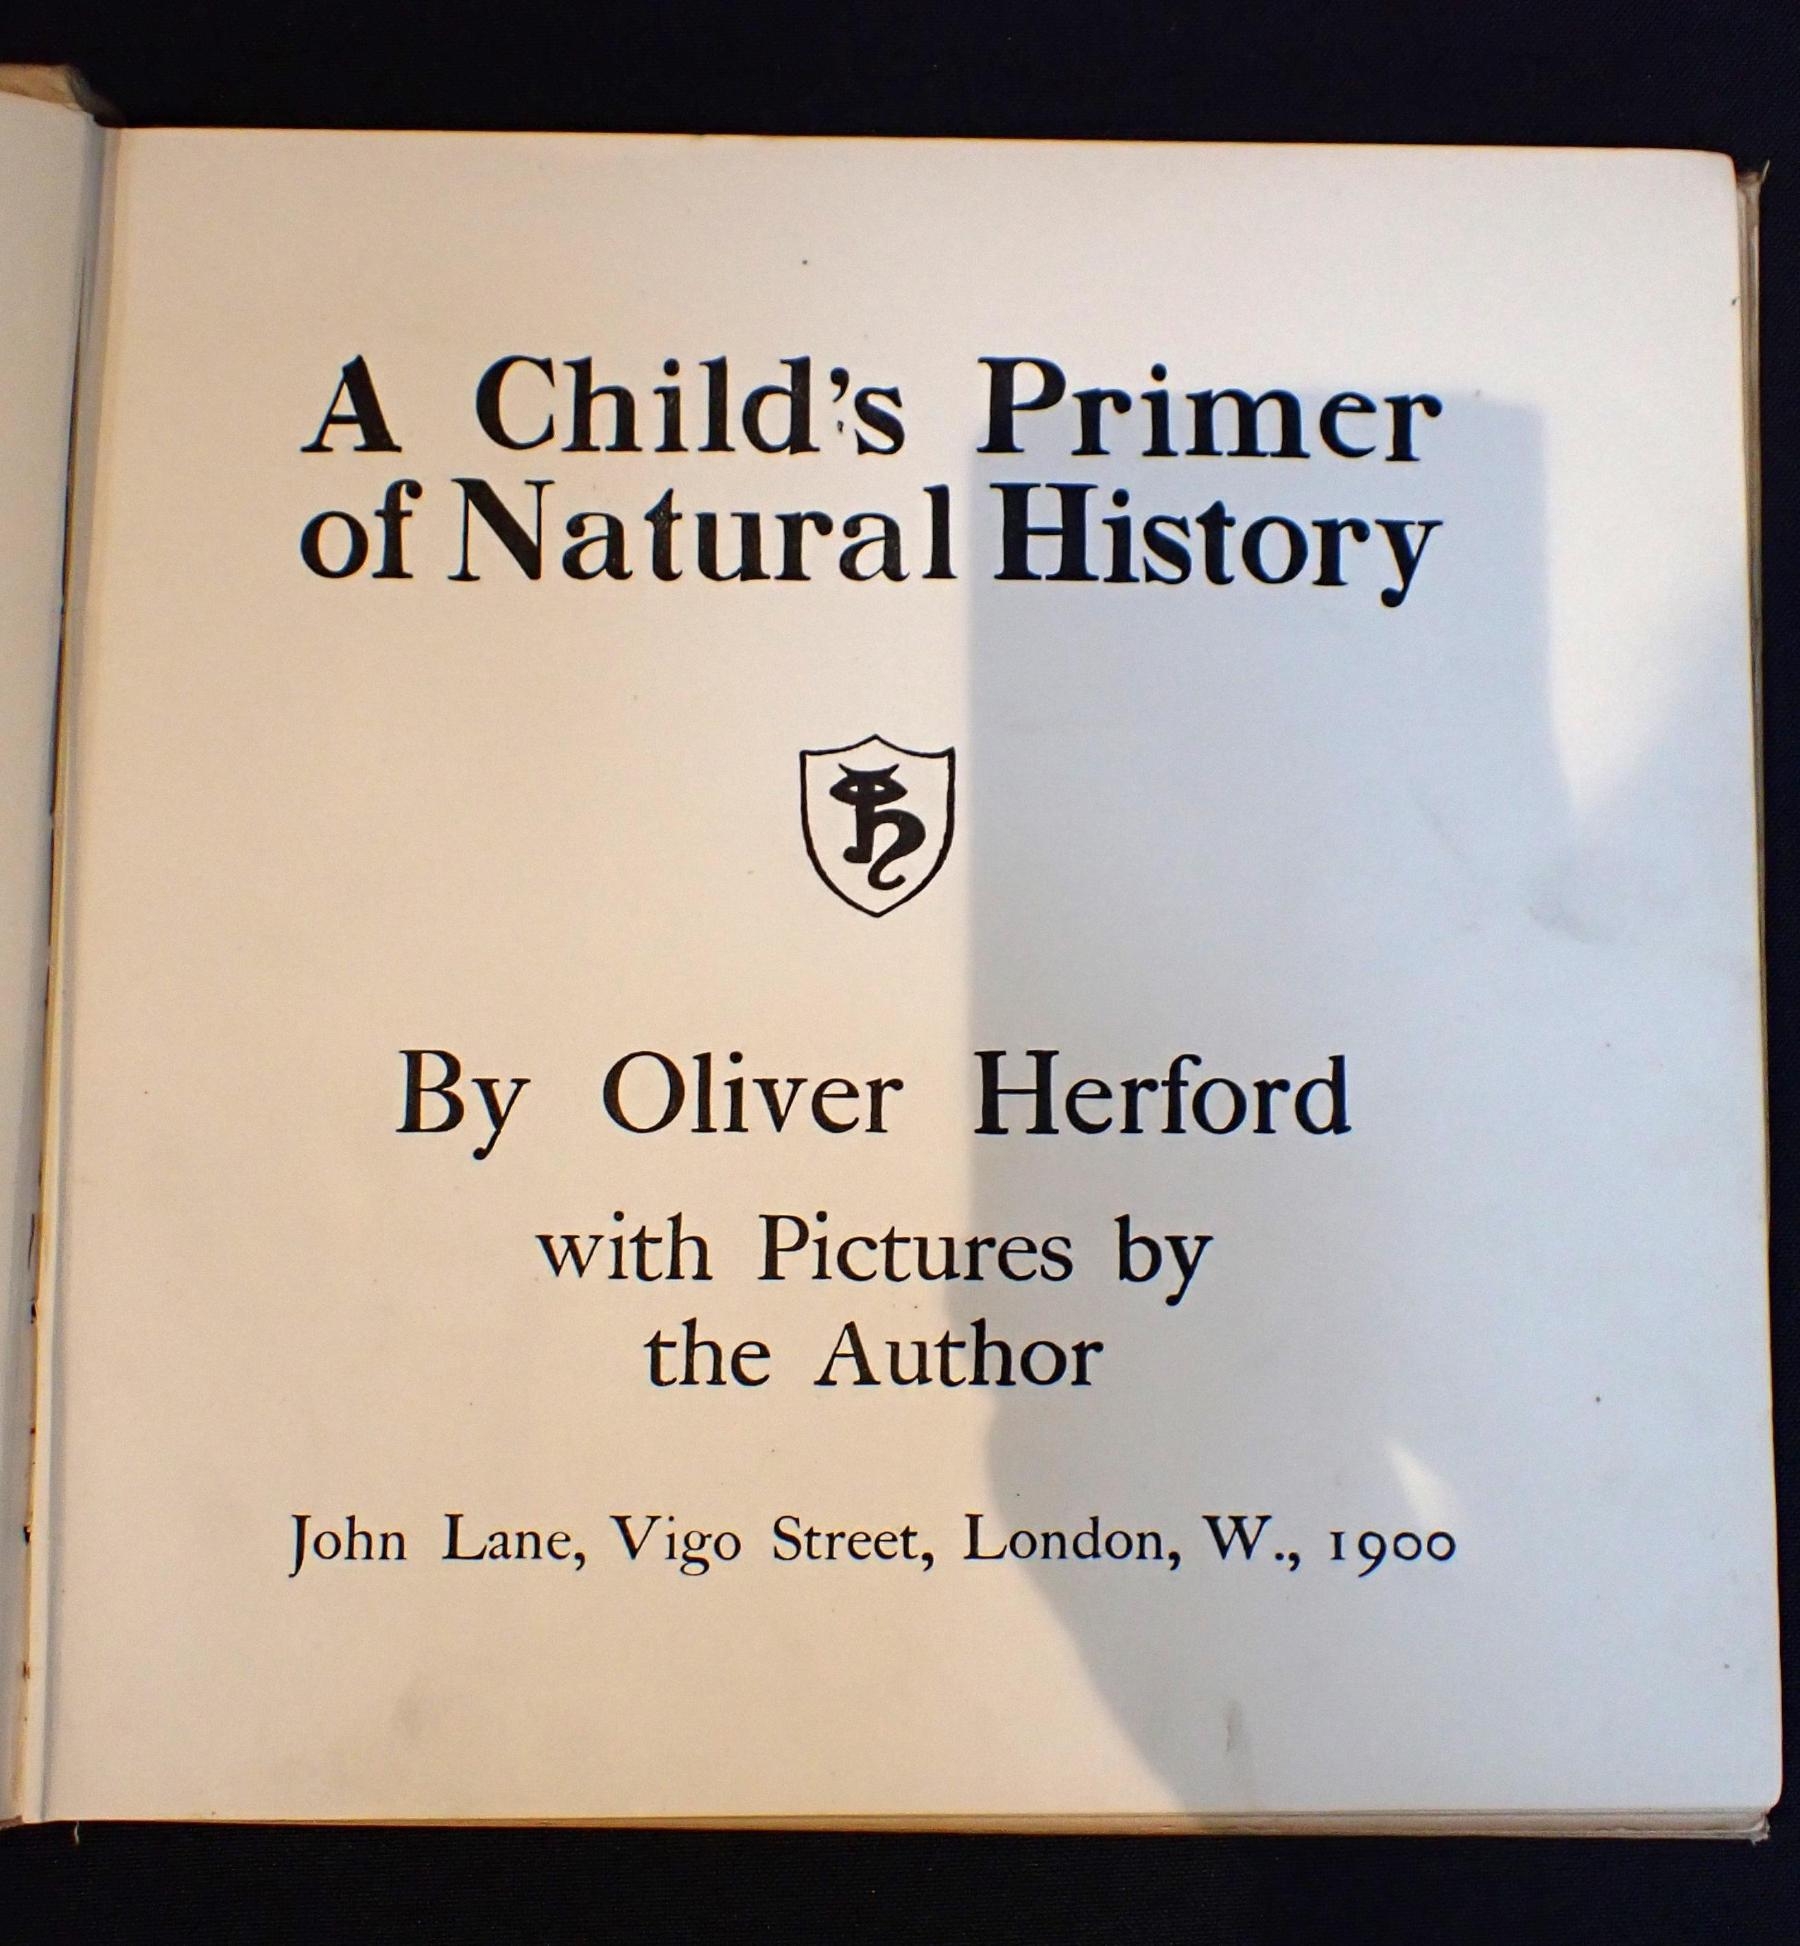 A Child's Primer
of Natural History
By Oliver Herford
with Pictures by
the Author
John Lane, Vigo Street, London, W., 1900